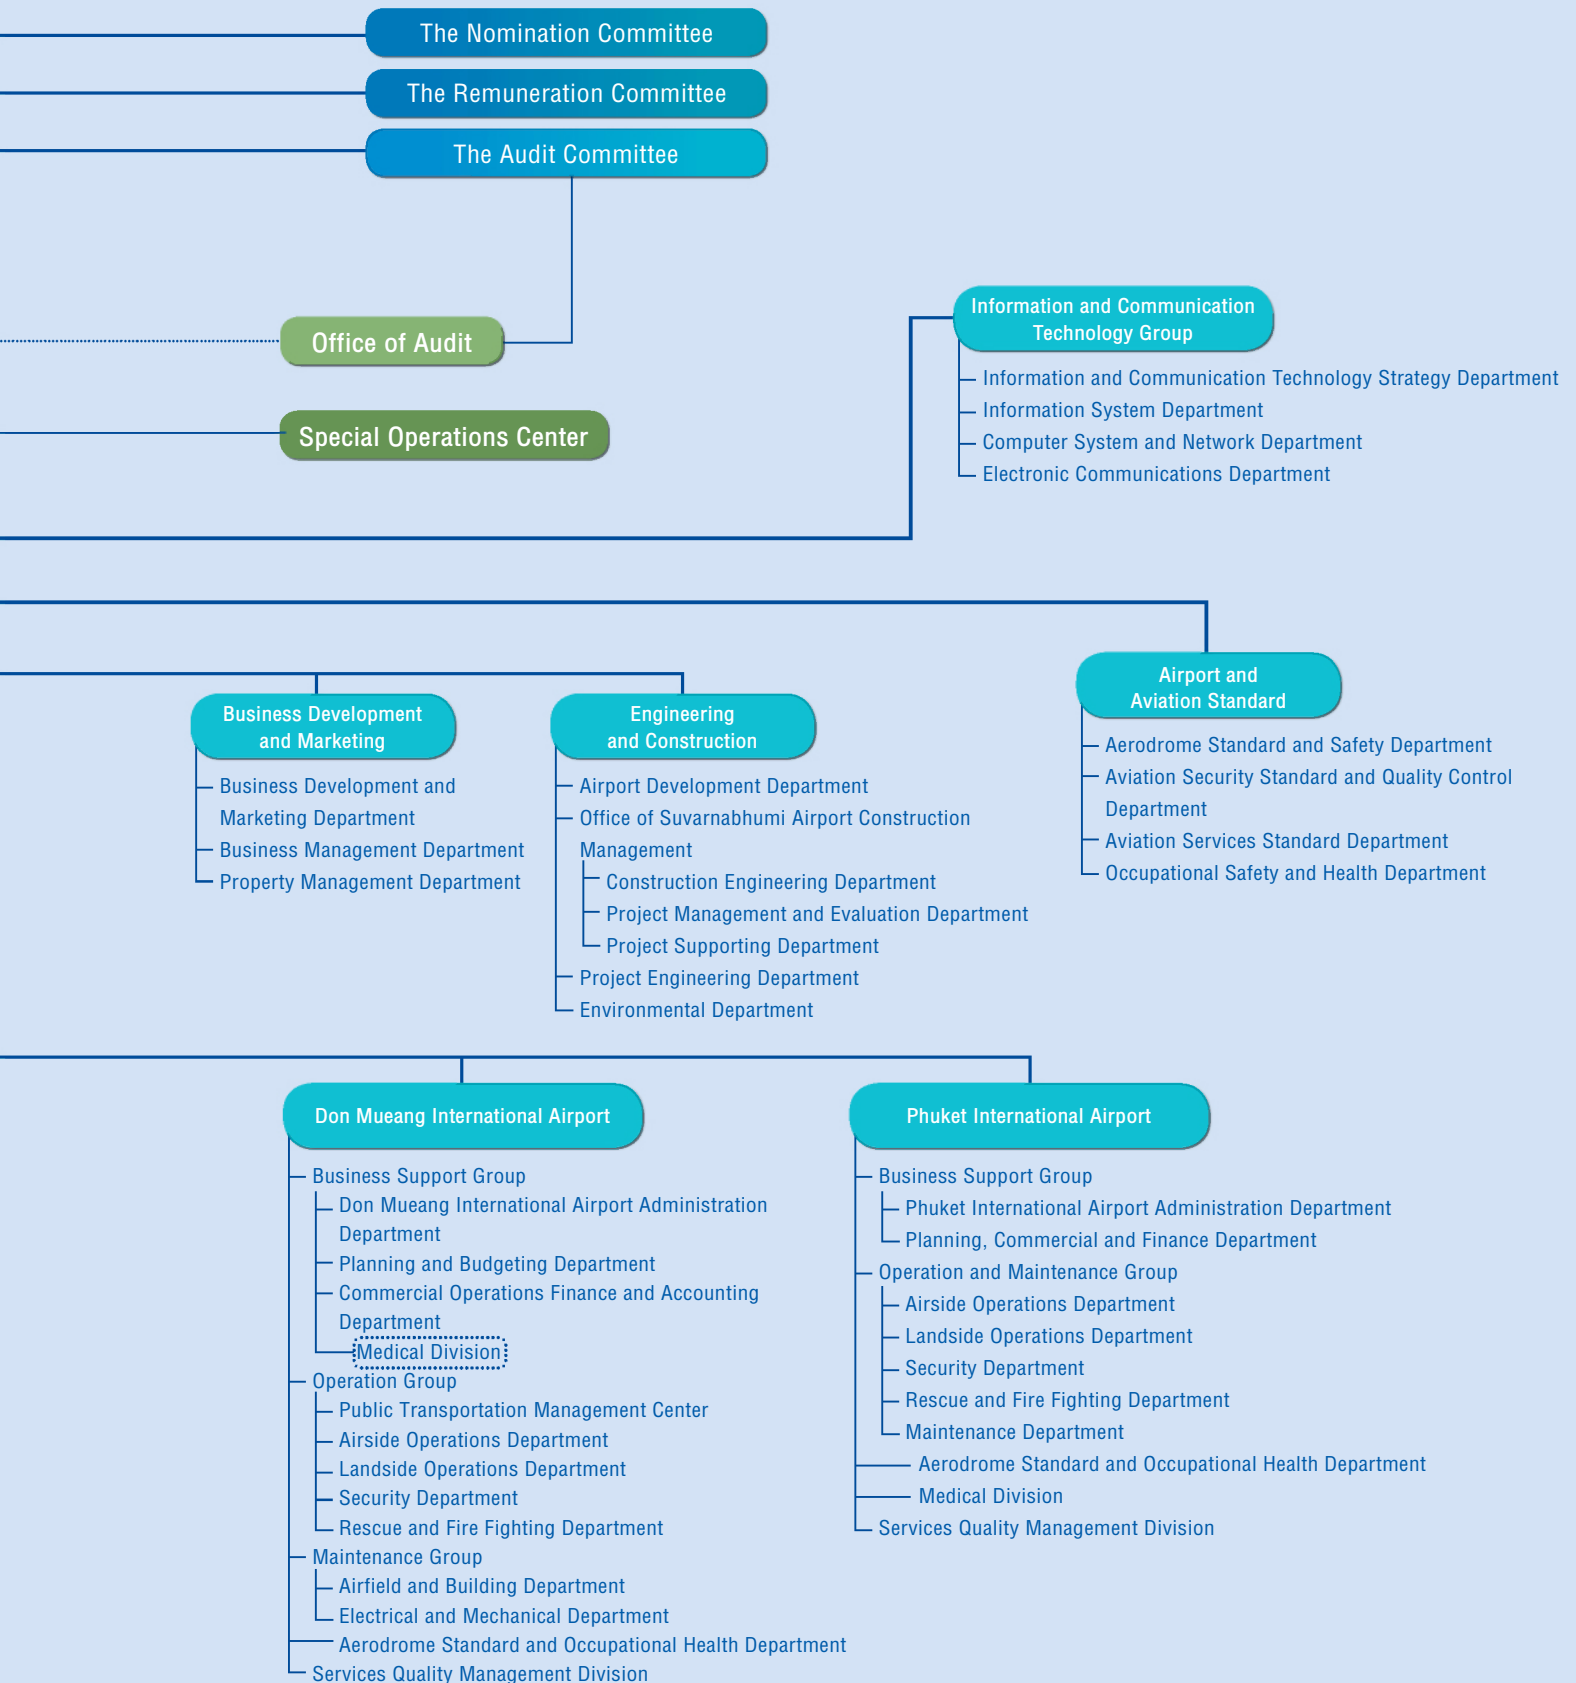 The Nomination Committee
The Remuneration Committee
The Audit Committee
Office of Audit
Special Operations Center
Information and Communication
Technology Group
Information and Communication Technology Strategy Department
Information System Department
Computer System and Network Department
Electronic Communications Department
Business Development
and Marketing
Business Development and
Marketing Department
Business Management Department
Property Management Department
Engineering
and Construction
Airport Development Department
Office of Suvarnabhumi Airport Construction
Management
Construction Engineering Department
Project Management and Evaluation Department
Project Supporting Department
Project Engineering Department
Environmental Department
Airport and
Aviation Standard
Aerodrome Standard and Safety Department
Aviation Security Standard and Quality Control
Department
Aviation Services Standard Department
Occupational Safety and Health Department
Don Mueang International Airport
Business Support Group
Don Mueang International Airport Administration
Department
Planning and Budgeting Department
Commercial Operations Finance and Accounting
Department
Medical Division
Operation Group
Public Transportation Management Center
Airside Operations Department
Landside Operations Department
Security Department
Rescue and Fire Fighting Department
Maintenance Group
Airfield and Building Department
Electrical and Mechanical Department
Aerodrome Standard and Occupational Health Department
Services Quality Management Division
Phuket International Airport
Business Support Group
Phuket International Airport Administration Department
Planning, Commercial and Finance Department
Operation and Maintenance Group
Airside Operations Department
Landside Operations Department
Security Department
Rescue and Fire Fighting Department
Maintenance Department
Aerodrome Standard and Occupational Health Department
Medical Division
Services Quality Management Division